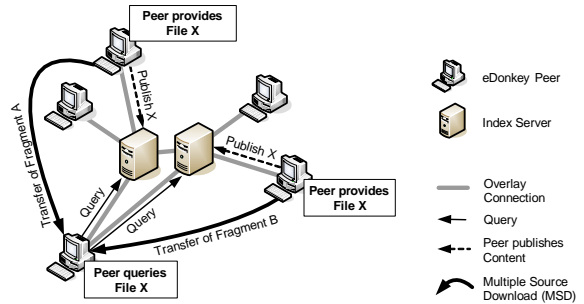 Peer provides
File X
Publish X
Transfer of Fragment A
Publish X
Query
Query
Peer provides
File X
Transfer of Fragment B
Peer queries
File X
eDonkey Peer
Index Server
Overlay
Connection
Query
Peer publishes
Content
Multiple Source
Download (MSD)